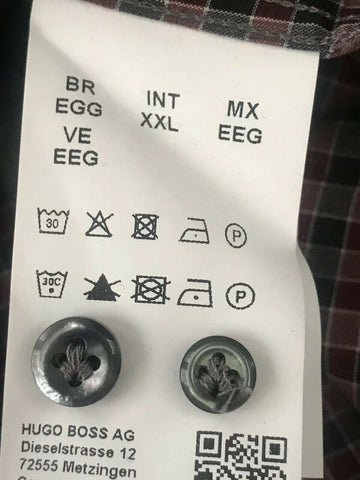 BR
EGG
VE
EEG
INT
XXL
MX
EEG
30
P
30C
P
HUGO BOSS AG
Dieselstrasse 12
72555 Metzingen